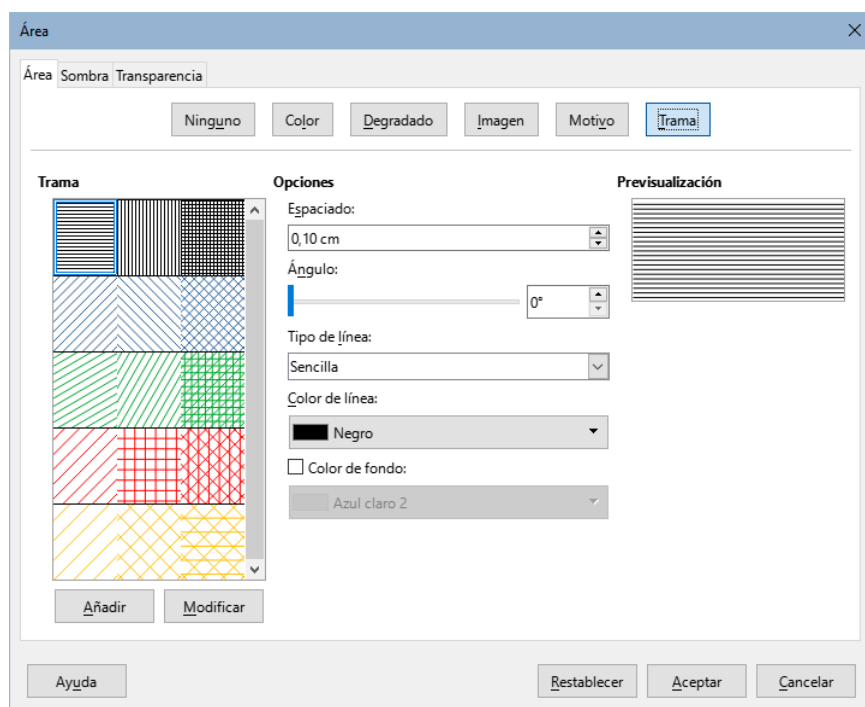 Área
Área Sombra Transparencia
Ninguno Color Degradado Imagen Motivo Trama
Trama
Opciones
Previsualización
Espaciado:
0,10 cm
Ángulo:
0°
Tipo de línea:
Sencilla
Color de línea:
Negro
Color de fondo:
Azul claro 2
Añadir Modificar
Ayuda Restablecer Aceptar Cancelar